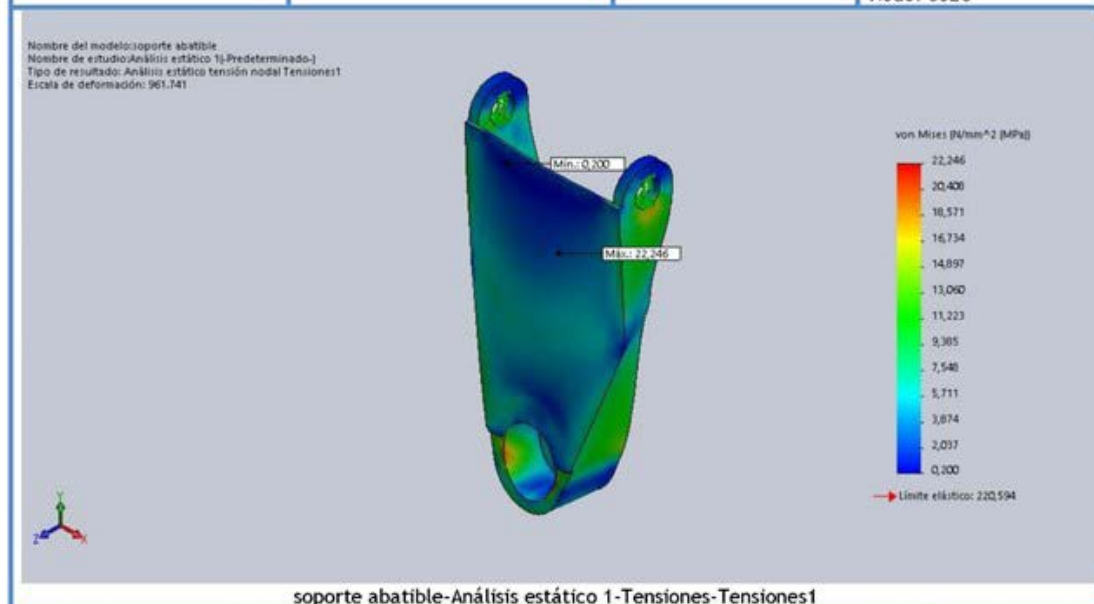 Nombre del modelo:soporte abatible
Nombre de estudio:Análisis estático 1(-Predeterminado-)
Tipo de resultado: Análisis estático tensión nodal Tensiones1
Escala de deformación: 961.741
von Mises (N/mm^2 (MPa))
22,246
20,408
18,571
16,734
14,897
13,060
11,223
9,385
7,548
5,711
3,874
2,037
0,200
Límite elástico: 220,594
Mín.: 0,200
Máx.: 22,246
Y
Z
X
soporte abatible-Análisis estático 1-Tensiones-Tensiones1